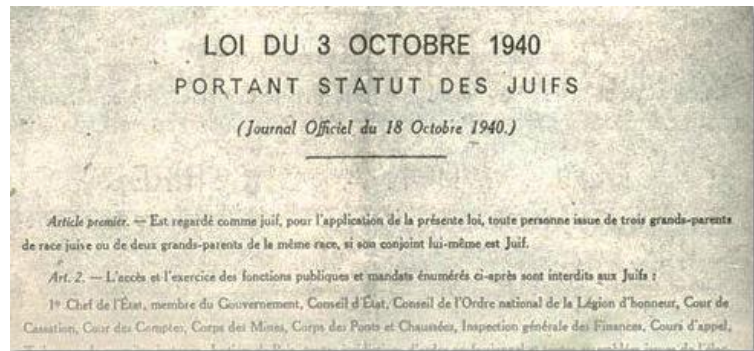 LOI DU 3 OCTOBRE 1940
PORTANT STATUT DES JUIFS
(Journal Officiel du 18 Octobre 1940.)
Article premier. — Est regardé comme juif, pour l'application de la présente loi, toute personne issue de trois grands-parents
de race juive ou de deux grands-parents de la même race, si son conjoint lui-même est Juif.
Art. 2. — L'accès et l'exercice des fonctions publiques et mandats énumérés ci-après sont interdits aux Juifs :
1º Chef de l'État, membre du Gouvernement, Conseil d'État, Conseil de l'Ordre national de la Légion d'honneur, Cour de
Cassation, Cour des Comptes, Corps des Mines, Corps des Ponts et Chaussées, Inspection générale des Finances, Cours d'appel,